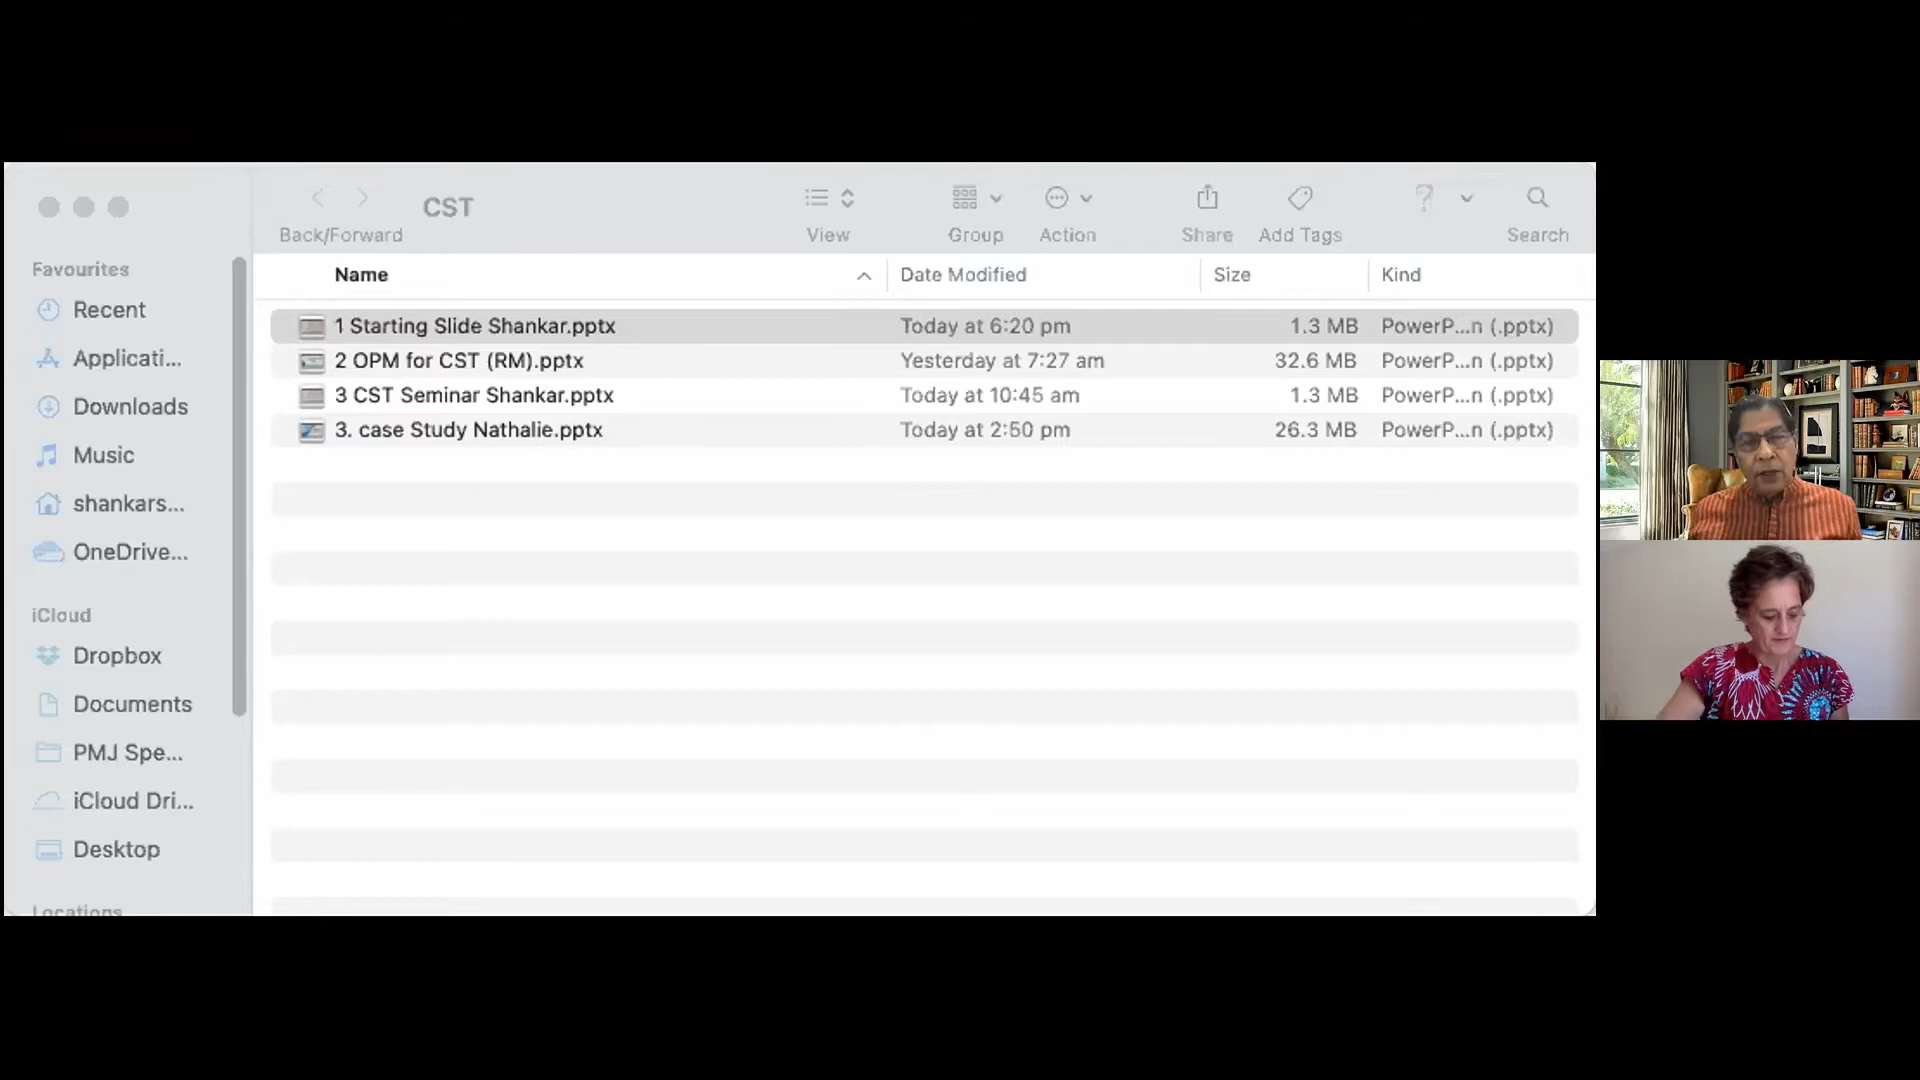 CST
Back/Forward
View
Group
Action
Share
Add Tags
Search
Favourites
Recent
Applicati...
Downloads
Music
shankars...
OneDrive...
iCloud
Dropbox
Documents
PMJ Spe...
iCloud Dri...
Desktop
Locations
Name Date Modified Size Kind
1 Starting Slide Shankar.pptx Today at 6:20 pm 1.3 MB PowerP...n (.pptx)
2 OPM for CST (RM).pptx Yesterday at 7:27 am 32.6 MB PowerP...n (.pptx)
3 CST Seminar Shankar.pptx Today at 10:45 am 1.3 MB PowerP...n (.pptx)
3. case Study Nathalie.pptx Today at 2:50 pm 26.3 MB PowerP...n (.pptx)